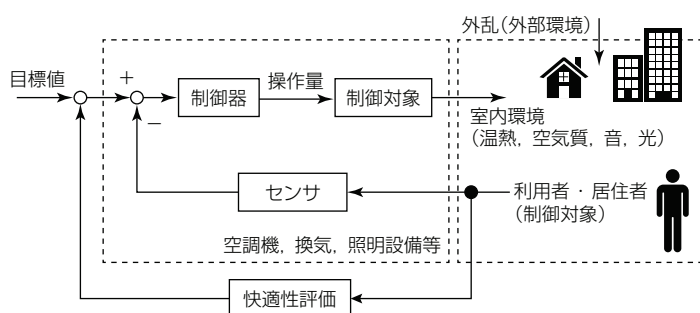 外乱(外部環境)
目標値
+
−
制御器
操作量
制御対象
室内環境
(温熱, 空気質, 音, 光)
センサ
利用者・居住者
(制御対象)
空調機, 換気, 照明設備等
快適性評価